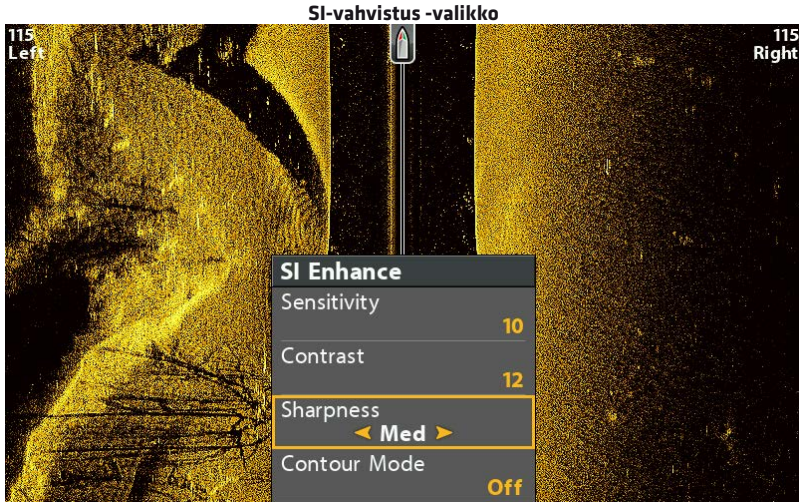 SI-vahvistus -valikko
115
Left
115
Right
SI Enhance
Sensitivity
10
Contrast
12
Sharpness
Med
Contour Mode
Off